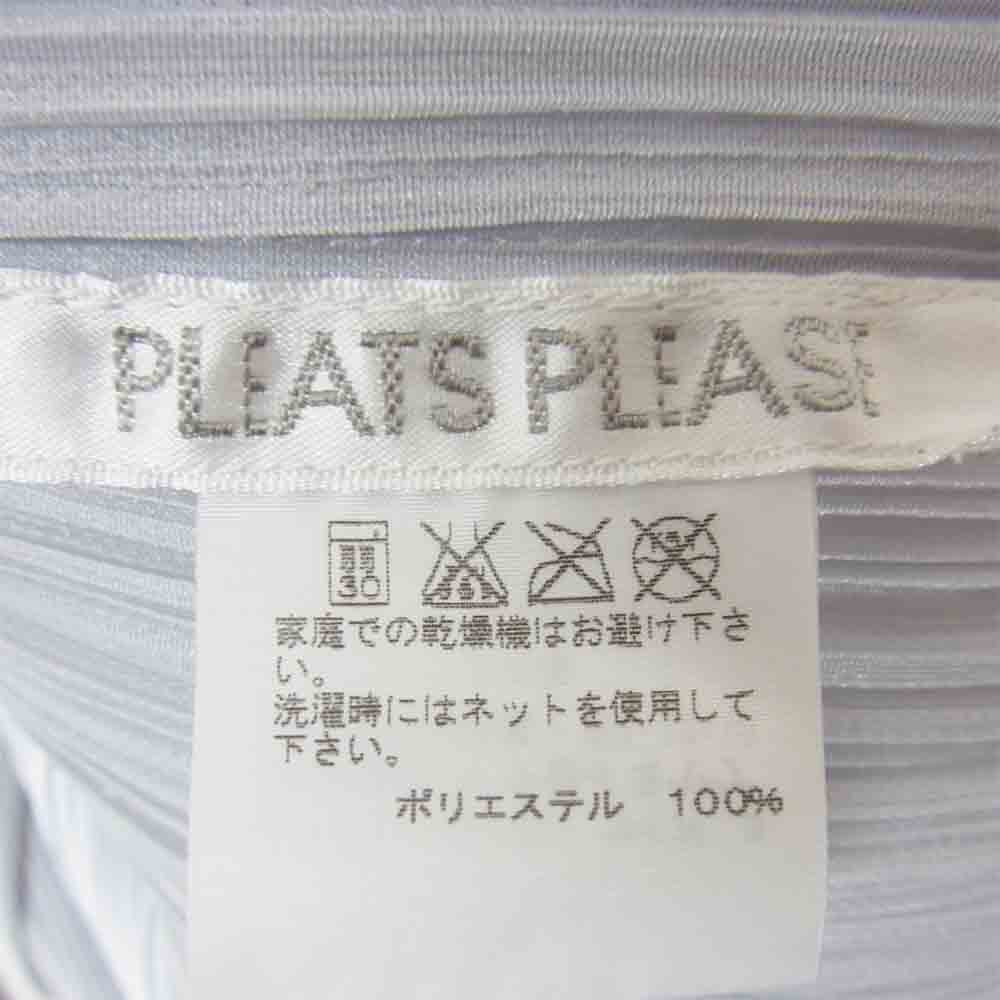 PLEATS PLEASE
弱
30
家庭での乾燥機はお避け下さ
い。
洗濯時にはネットを使用して
下さい。
ポリエステル 100%